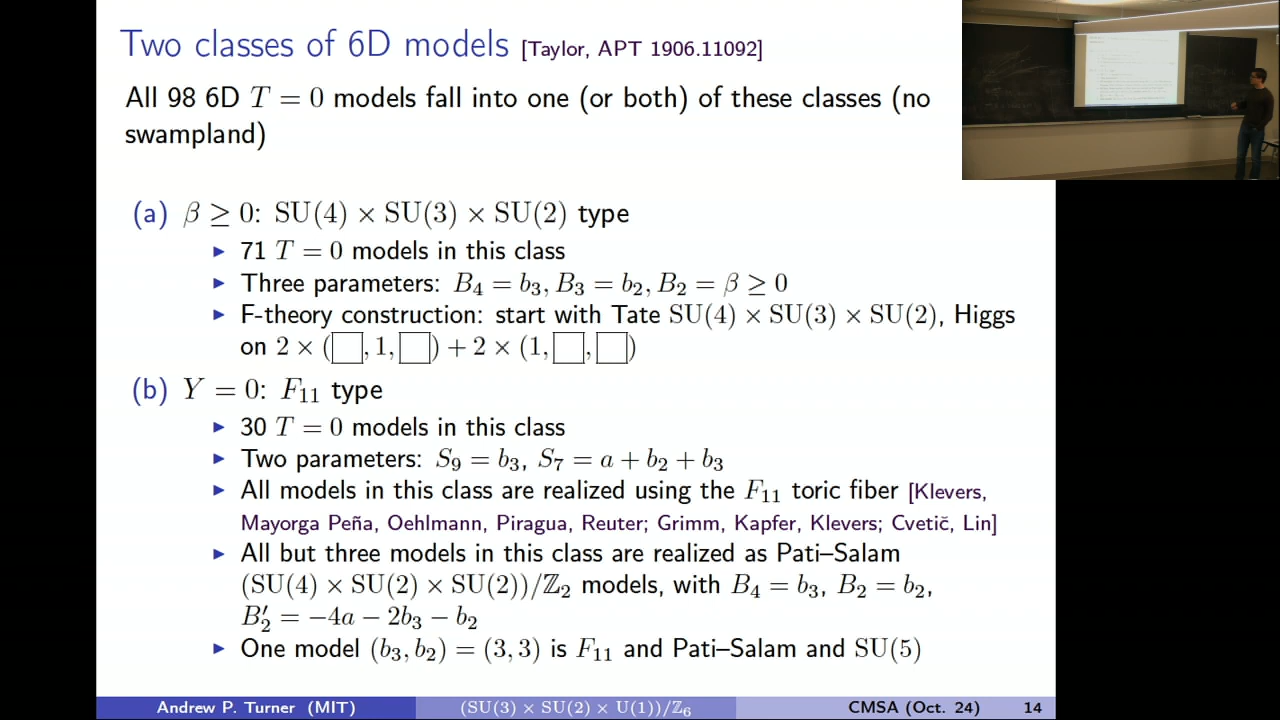 Two classes of 6D models [Taylor, APT 1906.11092]
All 98 6D T = 0 models fall into one (or both) of these classes (no
swampland)
(a) β ≥ 0: SU(4) × SU(3) × SU(2) type
▶ 71 T = 0 models in this class
▶ Three parameters: B₄ = b₃, B₃ = b₂, B₂ = β ≥ 0
▶ F-theory construction: start with Tate SU(4) × SU(3) × SU(2), Higgs
on 2 × (□, 1, □) + 2 × (1, □, □)
(b) Y = 0: F₁₁ type
▶ 30 T = 0 models in this class
▶ Two parameters: S₉ = b₃, S₇ = a + b₂ + b₃
▶ All models in this class are realized using the F₁₁ toric fiber [Klevers,
Mayorga Peña, Oehlmann, Piragua, Reuter; Grimm, Kapfer, Klevers; Cvetič, Lin]
▶ All but three models in this class are realized as Pati–Salam
(SU(4) × SU(2) × SU(2))/ℤ₂ models, with B₄ = b₃, B₂ = b₂,
B′₂ = −4a − 2b₃ − b₂
▶ One model (b₃, b₂) = (3, 3) is F₁₁ and Pati–Salam and SU(5)
Andrew P. Turner (MIT) (SU(3) × SU(2) × U(1))/ℤ₆ CMSA (Oct. 24) 14